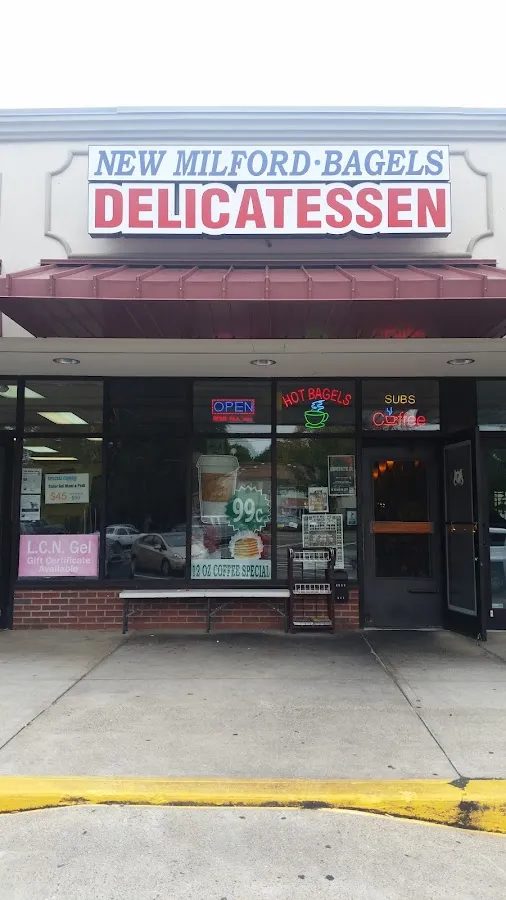 NEW MILFORD·BAGELS
DELICATESSEN
OPEN
HOT BAGELS
SUBS
Coffee
$45
99¢
L.C.N. Gel
Gift Certificate
Available
12 OZ COFFEE SPECIAL